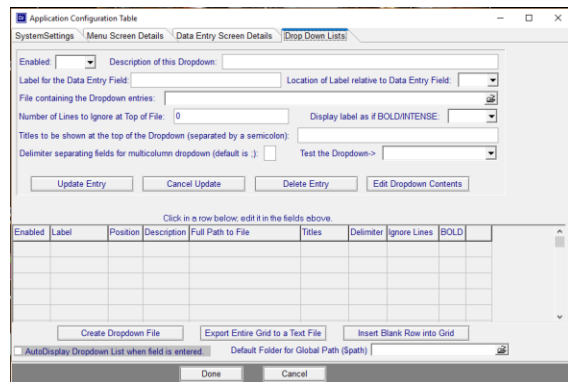 Application Configuration Table
SystemSettings Menu Screen Details Data Entry Screen Details Drop Down Lists
Enabled: Description of this Dropdown:
Label for the Data Entry Field: Location of Label relative to Data Entry Field:
File containing the Dropdown entries:
Number of Lines to Ignore at Top of File: 0 Display label as if BOLD/INTENSE:
Titles to be shown at the top of the Dropdown (separated by a semicolon):
Delimiter separating fields for multicolumn dropdown (default is ;): Test the Dropdown->
Update Entry Cancel Update Delete Entry Edit Dropdown Contents
Click in a row below; edit it in the fields above.
Enabled Label Position Description Full Path to File Titles Delimiter Ignore Lines BOLD
Create Dropdown File Export Entire Grid to a Text File Insert Blank Row into Grid
AutoDisplay Dropdown List when field is entered. Default Folder for Global Path ($path)
Done Cancel